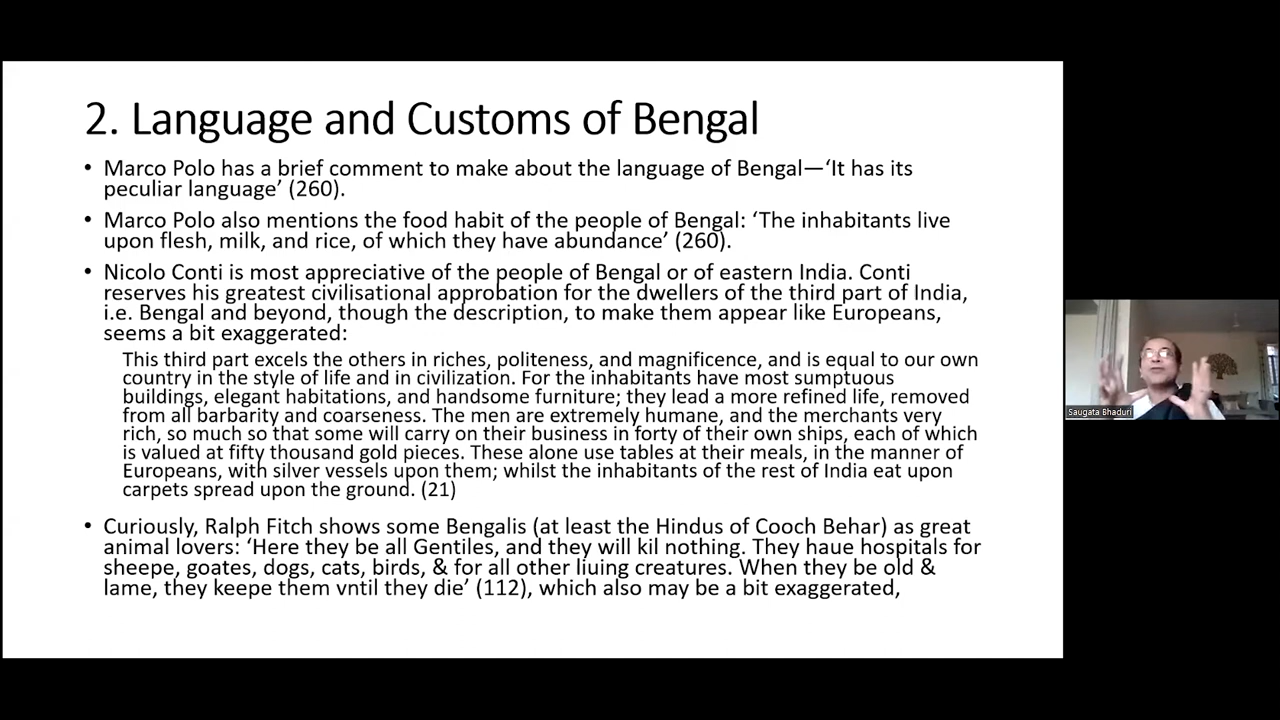 2. Language and Customs of Bengal
• Marco Polo has a brief comment to make about the language of Bengal—‘It has its
peculiar language’ (260).
• Marco Polo also mentions the food habit of the people of Bengal: ‘The inhabitants live
upon flesh, milk, and rice, of which they have abundance’ (260).
• Nicolo Conti is most appreciative of the people of Bengal or of eastern India. Conti
reserves his greatest civilisational approbation for the dwellers of the third part of India,
i.e. Bengal and beyond, though the description, to make them appear like Europeans,
seems a bit exaggerated:
This third part excels the others in riches, politeness, and magnificence, and is equal to our own
country in the style of life and in civilization. For the inhabitants have most sumptuous
buildings, elegant habitations, and handsome furniture; they lead a more refined life, removed
from all barbarity and coarseness. The men are extremely humane, and the merchants very
rich, so much so that some will carry on their business in forty of their own ships, each of which
is valued at fifty thousand gold pieces. These alone use tables at their meals, in the manner of
Europeans, with silver vessels upon them; whilst the inhabitants of the rest of India eat upon
carpets spread upon the ground. (21)
• Curiously, Ralph Fitch shows some Bengalis (at least the Hindus of Cooch Behar) as great
animal lovers: ‘Here they be all Gentiles, and they will kil nothing. They haue hospitals for
sheepe, goates, dogs, cats, birds, & for all other liuing creatures. When they be old &
lame, they keepe them vntil they die’ (112), which also may be a bit exaggerated,
Saugata Bhaduri